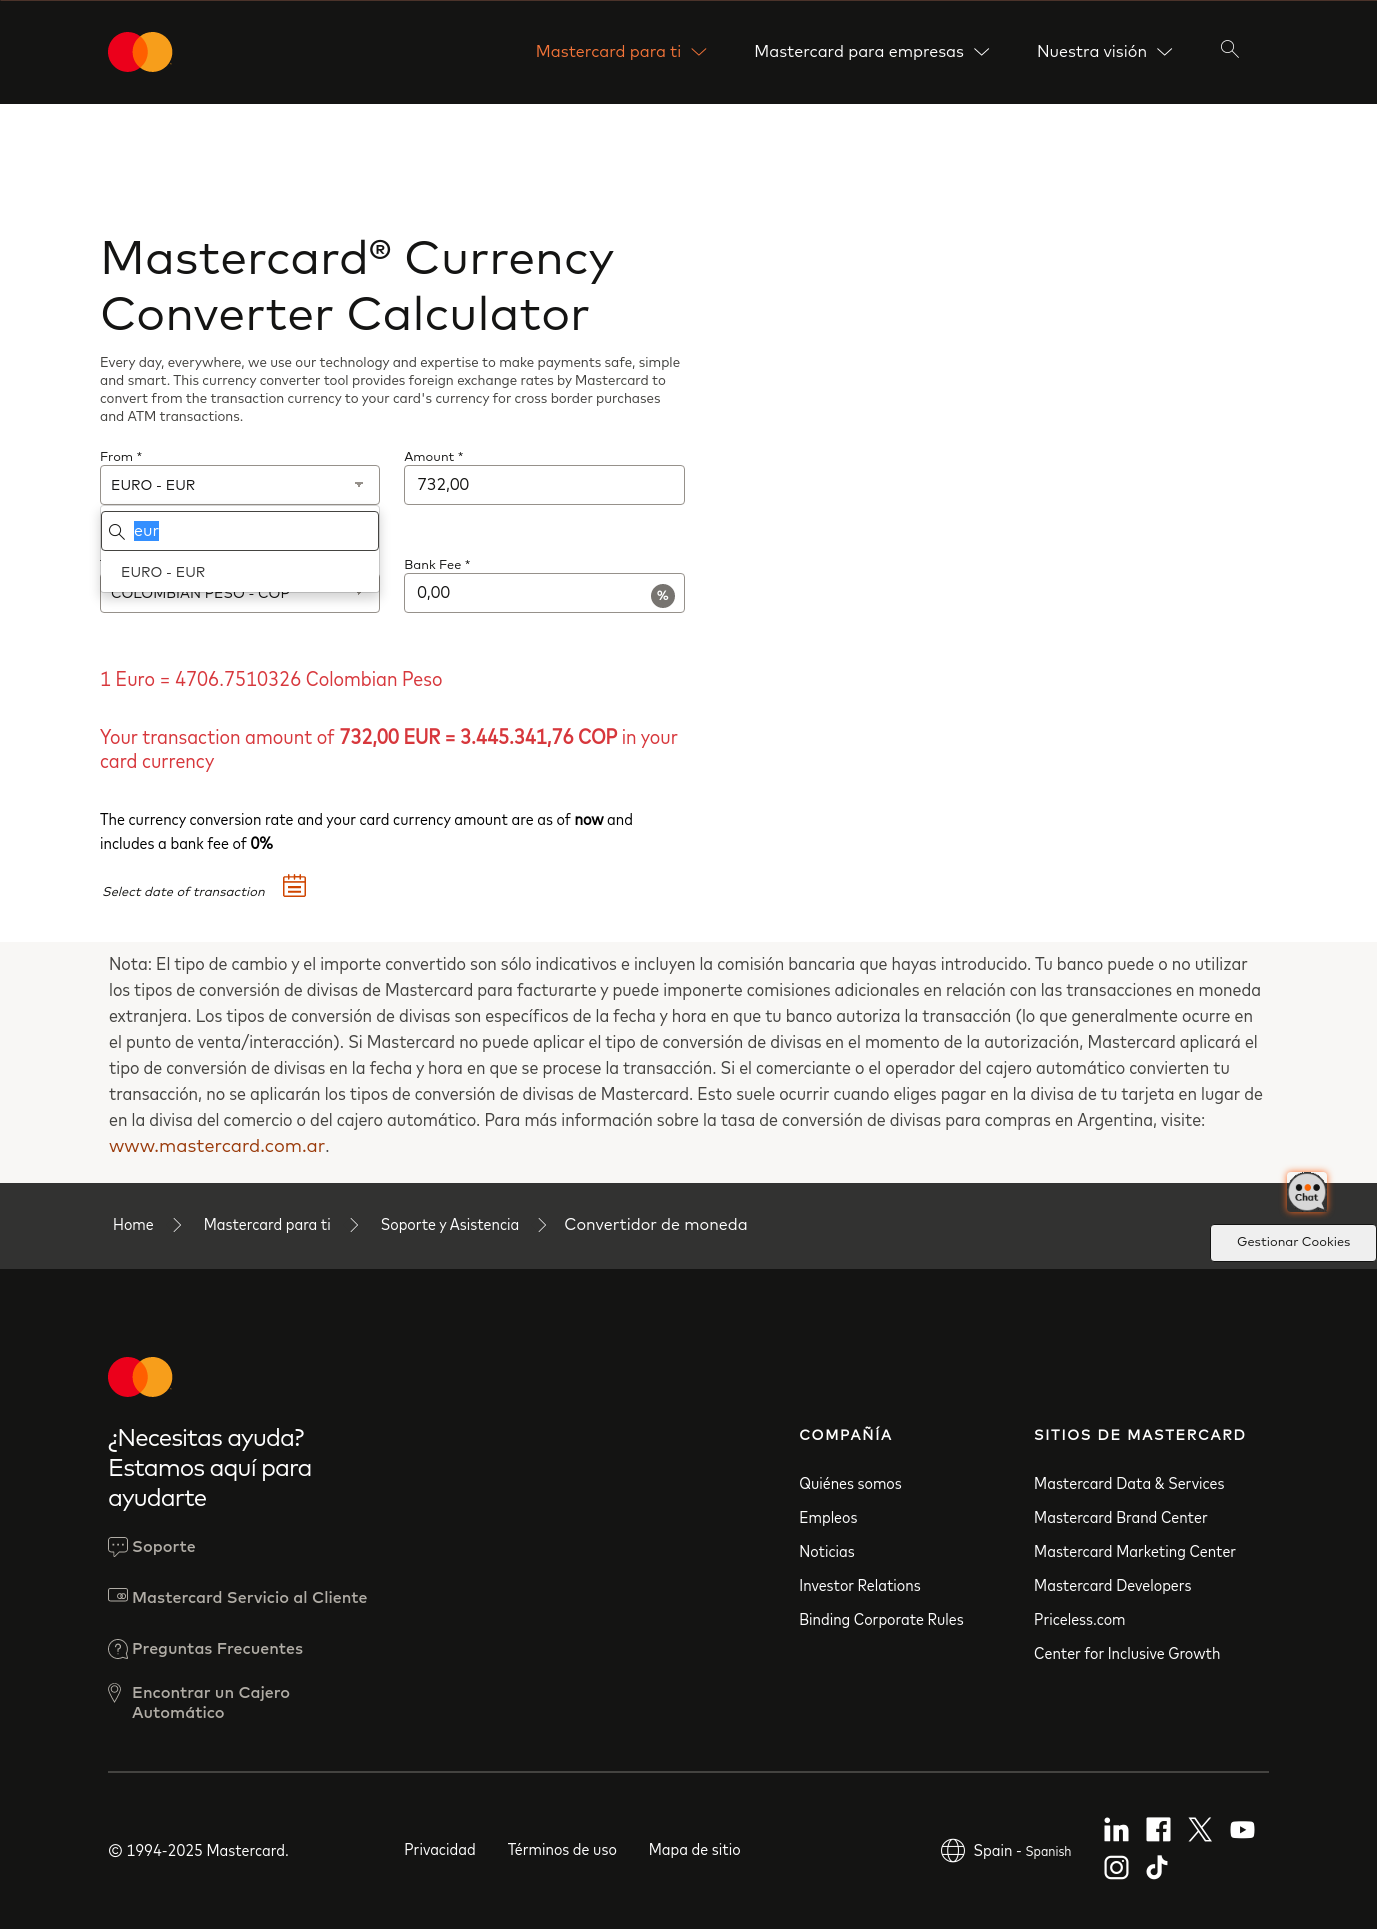 Mastercard para ti
Mastercard para empresas
Nuestra visión
Mastercard® Currency
Converter Calculator
Every day, everywhere, we use our technology and expertise to make payments safe, simple
and smart. This currency converter tool provides foreign exchange rates by Mastercard to
convert from the transaction currency to your card's currency for cross border purchases
and ATM transactions.
From *
Amount *
EURO - EUR
732,00
eur
EURO - EUR
Bank Fee *
COLOMBIAN PESO - COP
0,00
%
1 Euro = 4706.7510326 Colombian Peso
Your transaction amount of 732,00 EUR = 3.445.341,76 COP in your
card currency
The currency conversion rate and your card currency amount are as of now and
includes a bank fee of 0%
Select date of transaction
Nota: El tipo de cambio y el importe convertido son sólo indicativos e incluyen la comisión bancaria que hayas introducido. Tu banco puede o no utilizar
los tipos de conversión de divisas de Mastercard para facturarte y puede imponerte comisiones adicionales en relación con las transacciones en moneda
extranjera. Los tipos de conversión de divisas son específicos de la fecha y hora en que tu banco autoriza la transacción (lo que generalmente ocurre en
el punto de venta/interacción). Si Mastercard no puede aplicar el tipo de conversión de divisas en el momento de la autorización, Mastercard aplicará el
tipo de conversión de divisas en la fecha y hora en que se procese la transacción. Si el comerciante o el operador del cajero automático convierten tu
transacción, no se aplicarán los tipos de conversión de divisas de Mastercard. Esto suele ocurrir cuando eliges pagar en la divisa de tu tarjeta en lugar de
en la divisa del comercio o del cajero automático. Para más información sobre la tasa de conversión de divisas para compras en Argentina, visite:
www.mastercard.com.ar.
Chat
Home
Mastercard para ti
Soporte y Asistencia
Convertidor de moneda
Gestionar Cookies
¿Necesitas ayuda?
Estamos aquí para
ayudarte
Soporte
Mastercard Servicio al Cliente
Preguntas Frecuentes
Encontrar un Cajero
Automático
COMPAÑÍA
Quiénes somos
Empleos
Noticias
Investor Relations
Binding Corporate Rules
SITIOS DE MASTERCARD
Mastercard Data & Services
Mastercard Brand Center
Mastercard Marketing Center
Mastercard Developers
Priceless.com
Center for Inclusive Growth
© 1994-2025 Mastercard.
Privacidad
Términos de uso
Mapa de sitio
Spain - Spanish